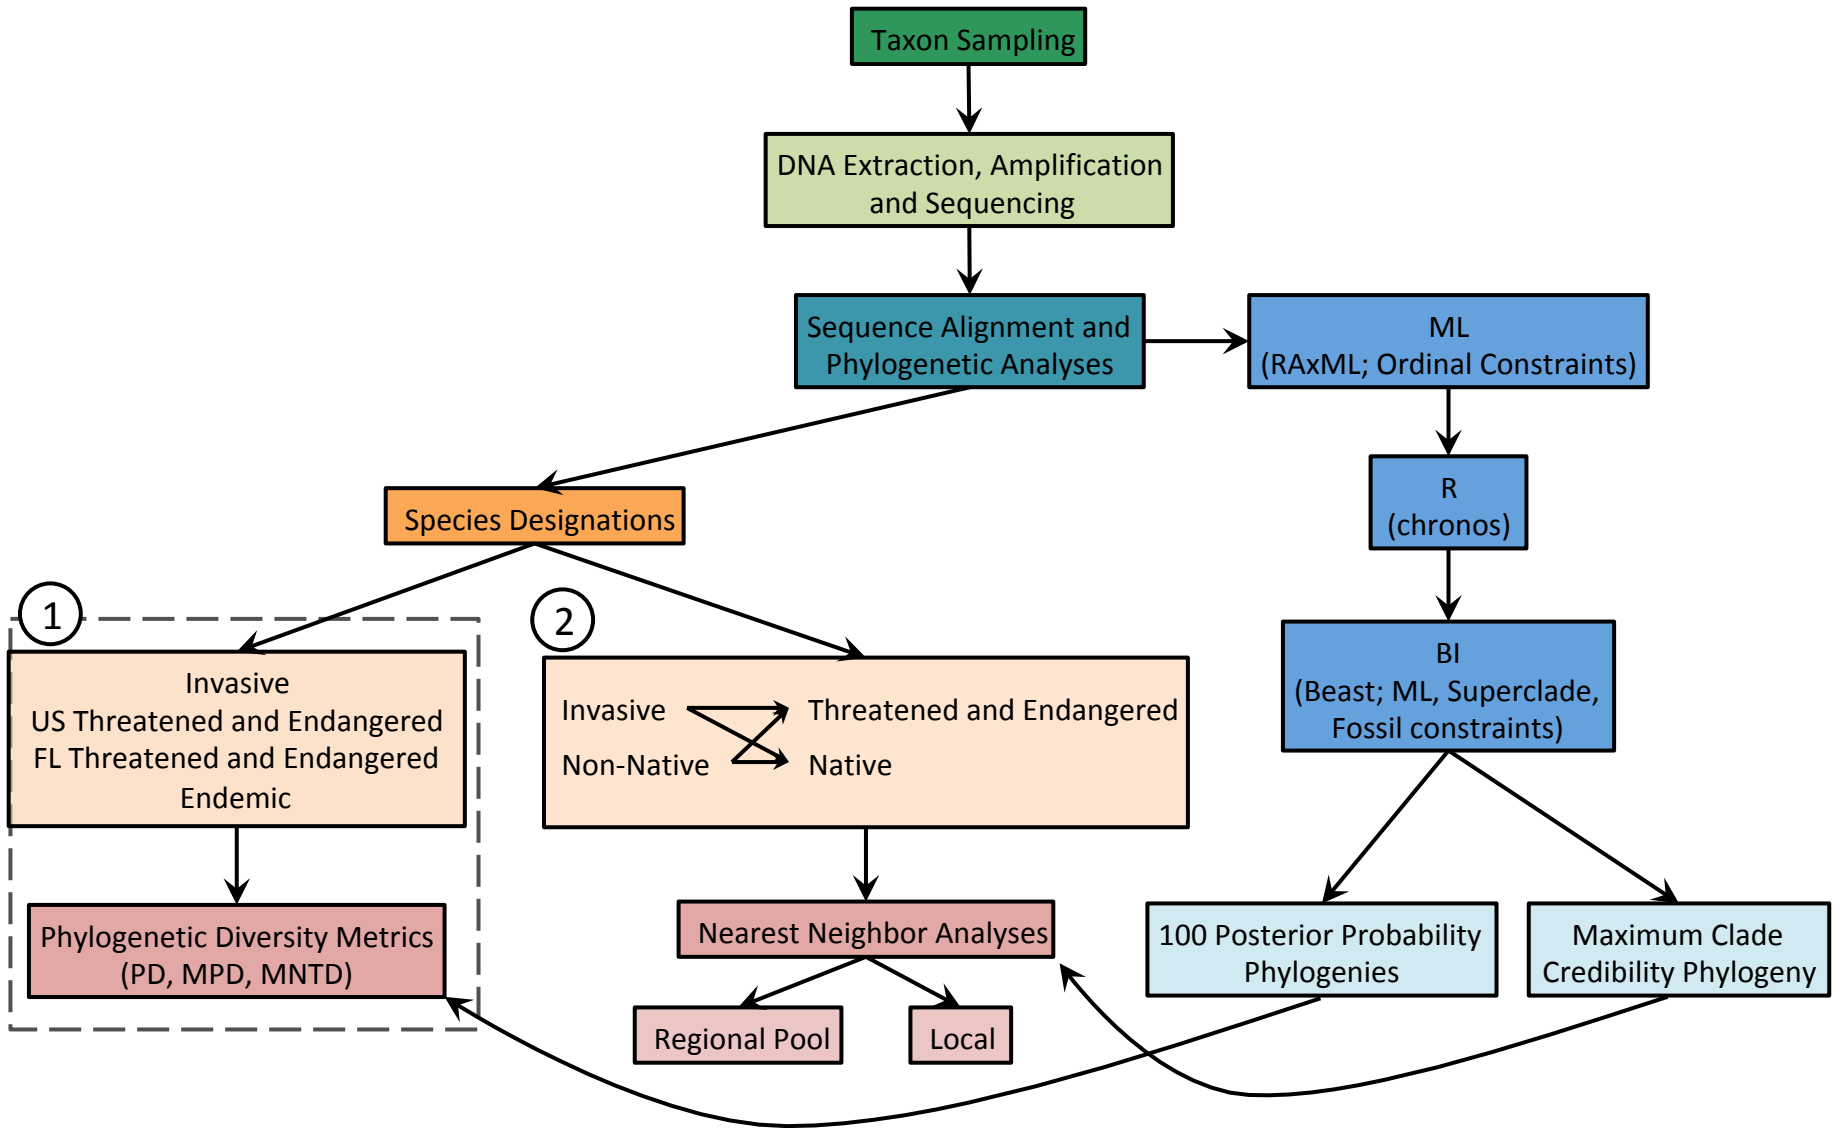 Taxon Sampling
DNA Extraction, Amplification
and Sequencing
Sequence Alignment and
Phylogenetic Analyses
ML
(RAxML; Ordinal Constraints)
R
(chronos)
Species Designations
1
2
Invasive
US Threatened and Endangered
FL Threatened and Endangered
Endemic
Invasive
Threatened and Endangered
Non-Native
Native
BI
(Beast; ML, Superclade,
Fossil constraints)
Phylogenetic Diversity Metrics
(PD, MPD, MNTD)
Nearest Neighbor Analyses
Regional Pool
Local
100 Posterior Probability
Phylogenies
Maximum Clade
Credibility Phylogeny